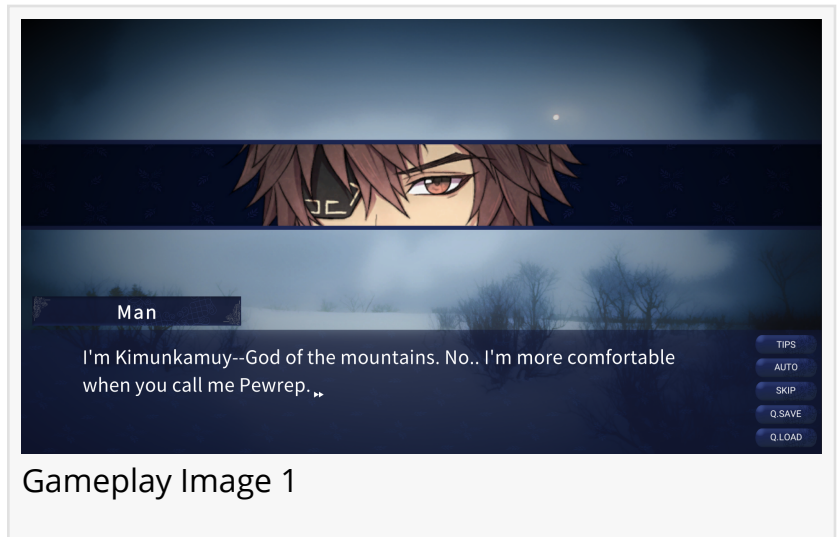 Man
I'm Kimunkamuy--God of the mountains. No.. I'm more comfortable
when you call me Pewrep.
TIPS
AUTO
SKIP
Q.SAVE
Q.LOAD
Gameplay Image 1